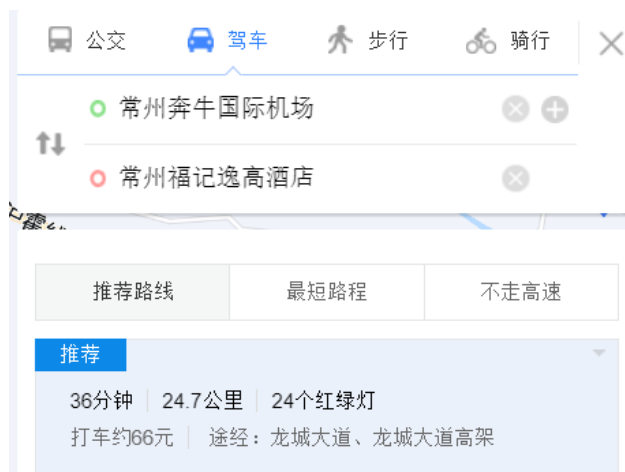 公交 驾车 步行 骑行
常州奔牛国际机场
常州福记逸高酒店
推荐路线 最短路程 不走高速
推荐
36分钟 24.7公里 24个红绿灯
打车约66元 途经：龙城大道、龙城大道高架